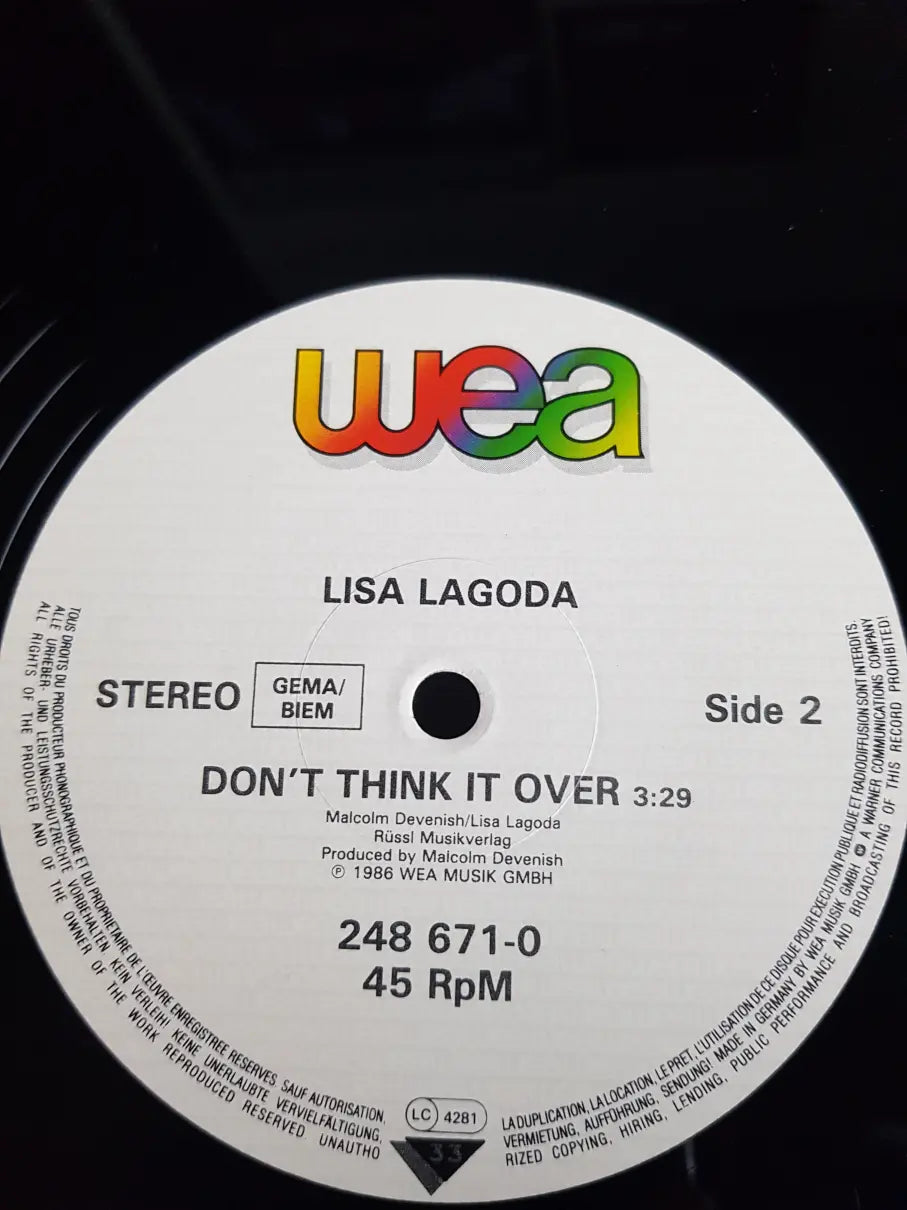 wea
LISA LAGODA
STEREO
GEMA/
BIEM
Side 2
DON'T THINK IT OVER 3:29
Malcolm Devenish/Lisa Lagoda
Rüssl Musikverlag
Produced by Malcolm Devenish
℗ 1986 WEA MUSIK GMBH
248 671-0
45 RpM
TOUS DROITS DU PRODUCTEUR PHONOGRAPHIQUE ET DU PROPRIETAIRE DE L'ŒUVRE ENREGISTREE RESERVES. SAUF AUTORISATION,
LA DUPLICATION, LA LOCATION, LE PRET, L'UTILISATION DE CE DISQUE POUR EXECUTION PUBLIQUE ET RADIODIFFUSION SONT INTERDITS.
ALLE URHEBER- UND LEISTUNGSSCHUTZRECHTE VORBEHALTEN. KEIN VERLEIH! KEINE UNERLAUBTE VERVIELFÄLTIGUNG,
VERMIETUNG, AUFFÜHRUNG, SENDUNG! MADE IN GERMANY BY WEA MUSIK GMBH A WARNER COMMUNICATIONS COMPANY
ALL RIGHTS OF THE PRODUCER AND OF THE OWNER OF THE WORK REPRODUCED RESERVED. UNAUTHO
RIZED COPYING, HIRING, LENDING, PUBLIC PERFORMANCE AND BROADCASTING OF THIS RECORD PROHIBITED!
LC 4281
33